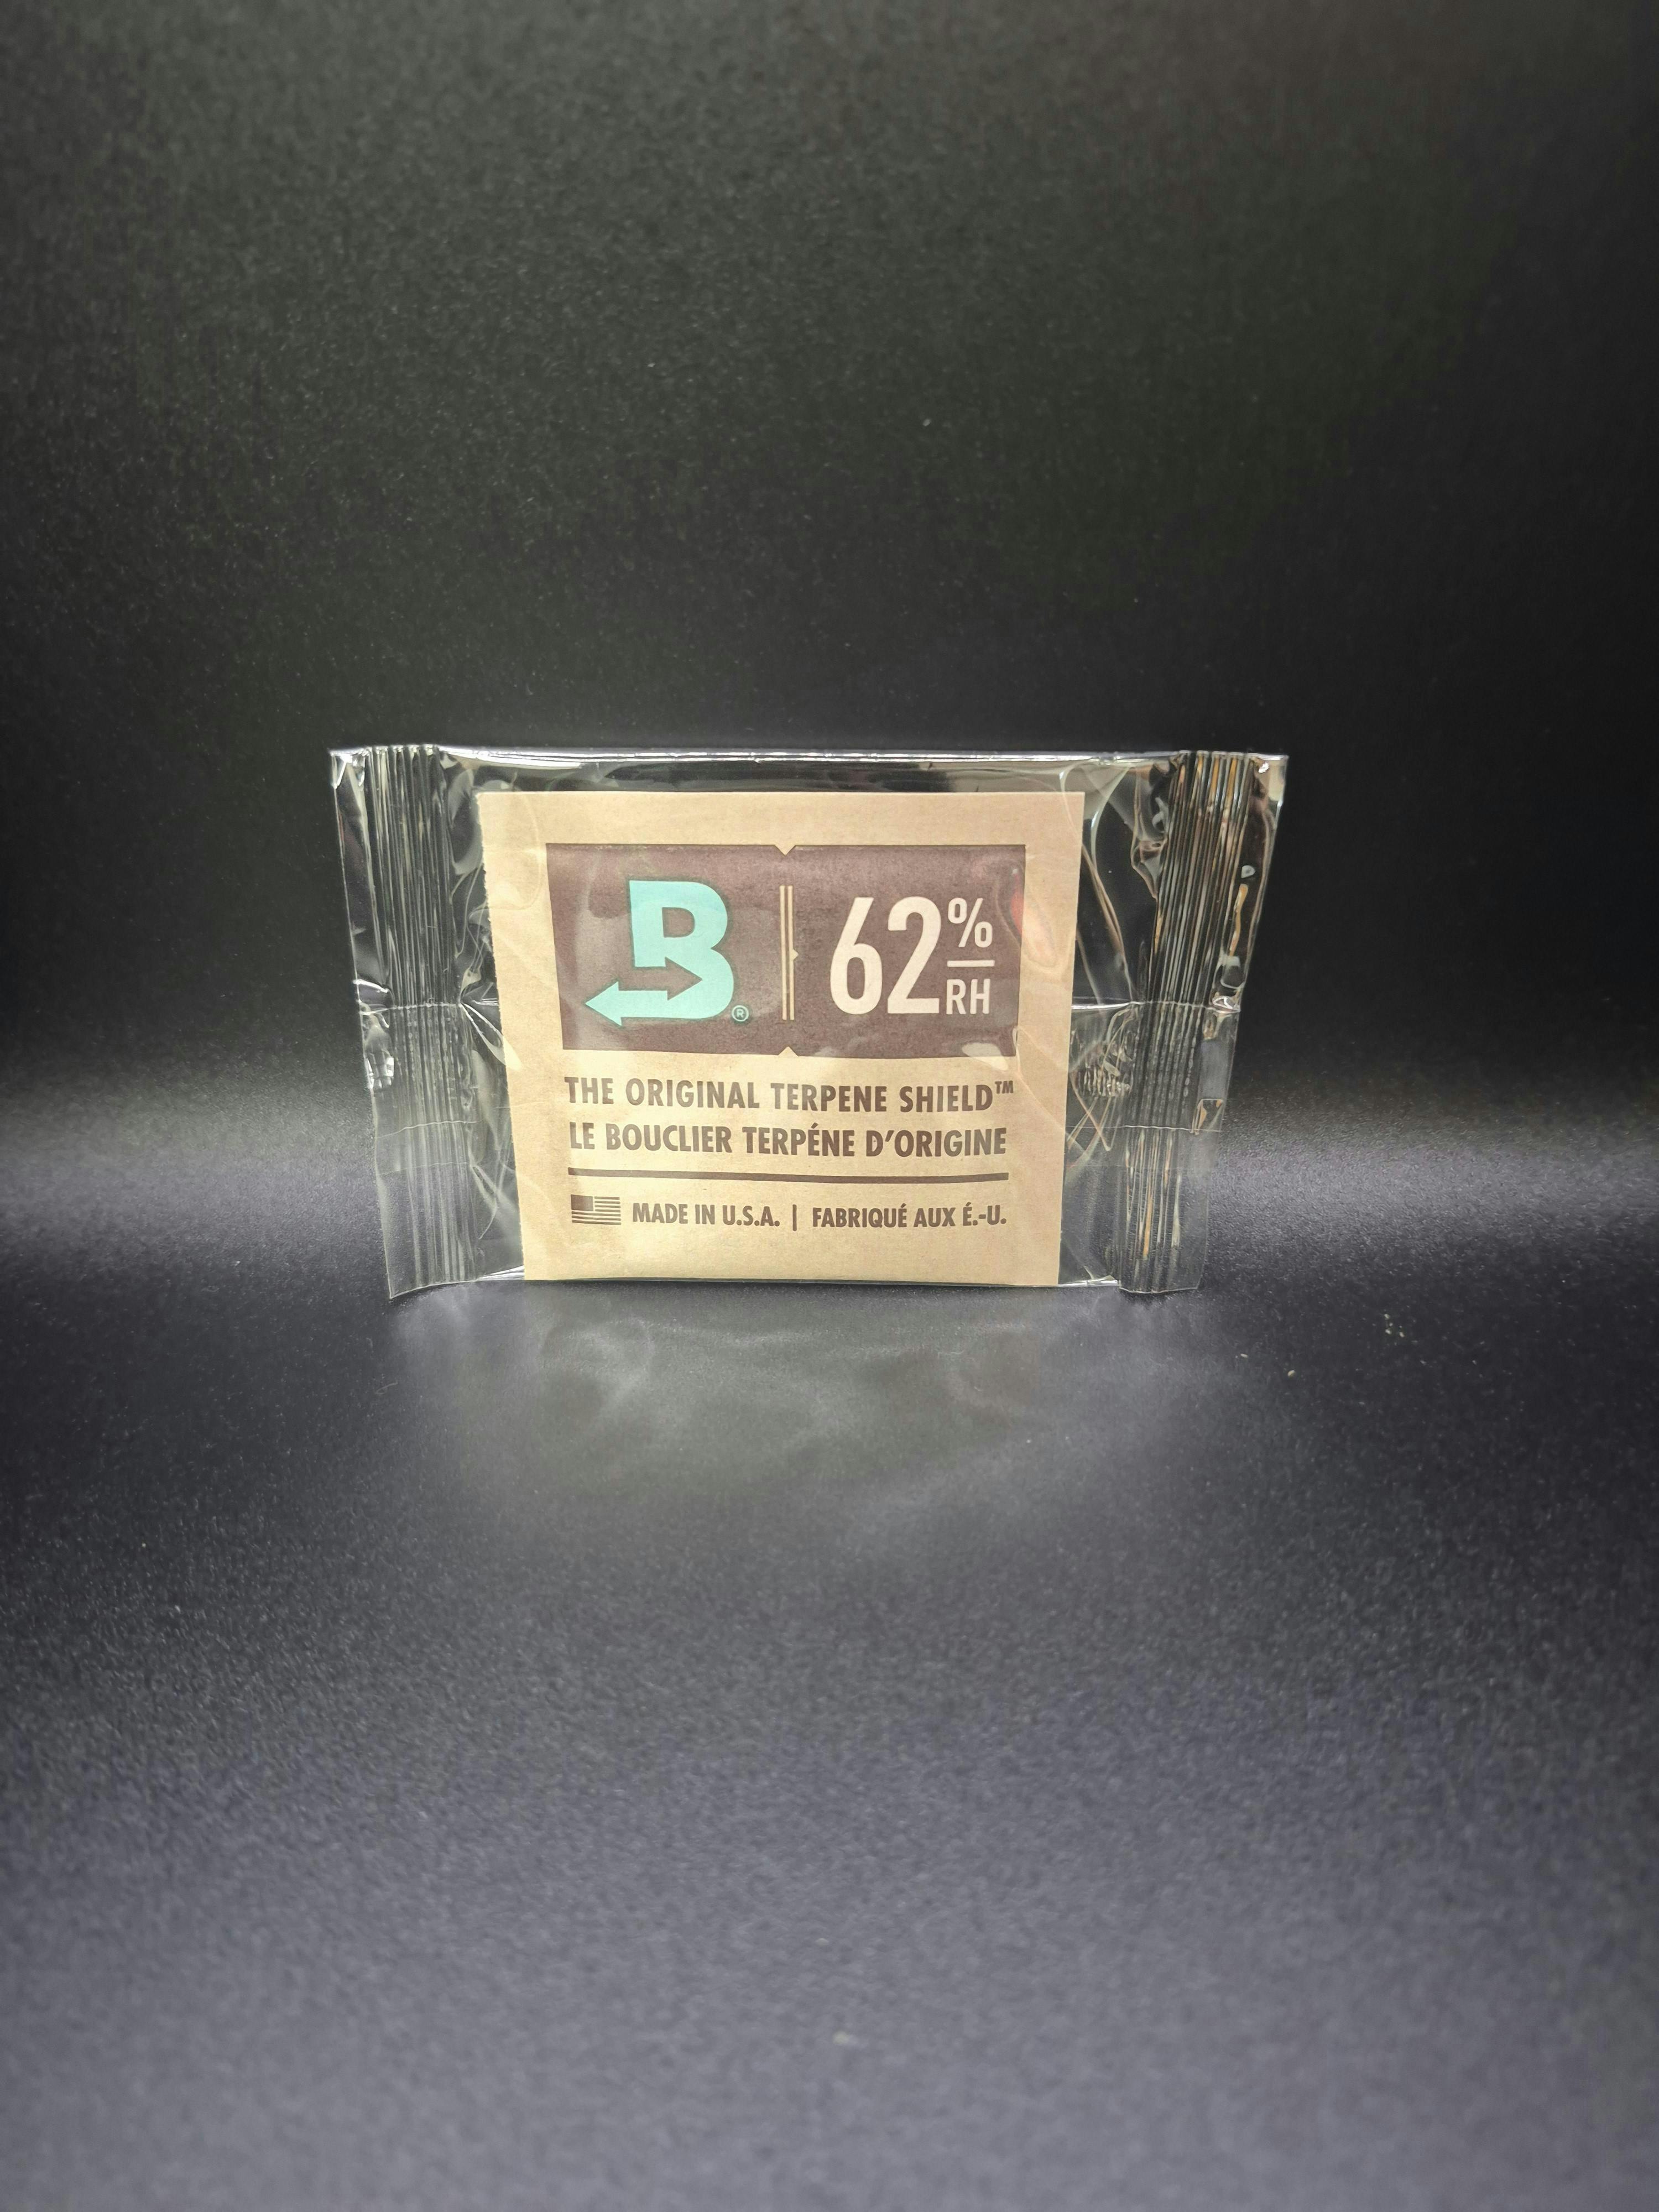 B® 62% RH
THE ORIGINAL TERPENE SHIELD™
LE BOUCLIER TERPÉNE D'ORIGINE
MADE IN U.S.A. | FABRIQUÉ AUX É.-U.